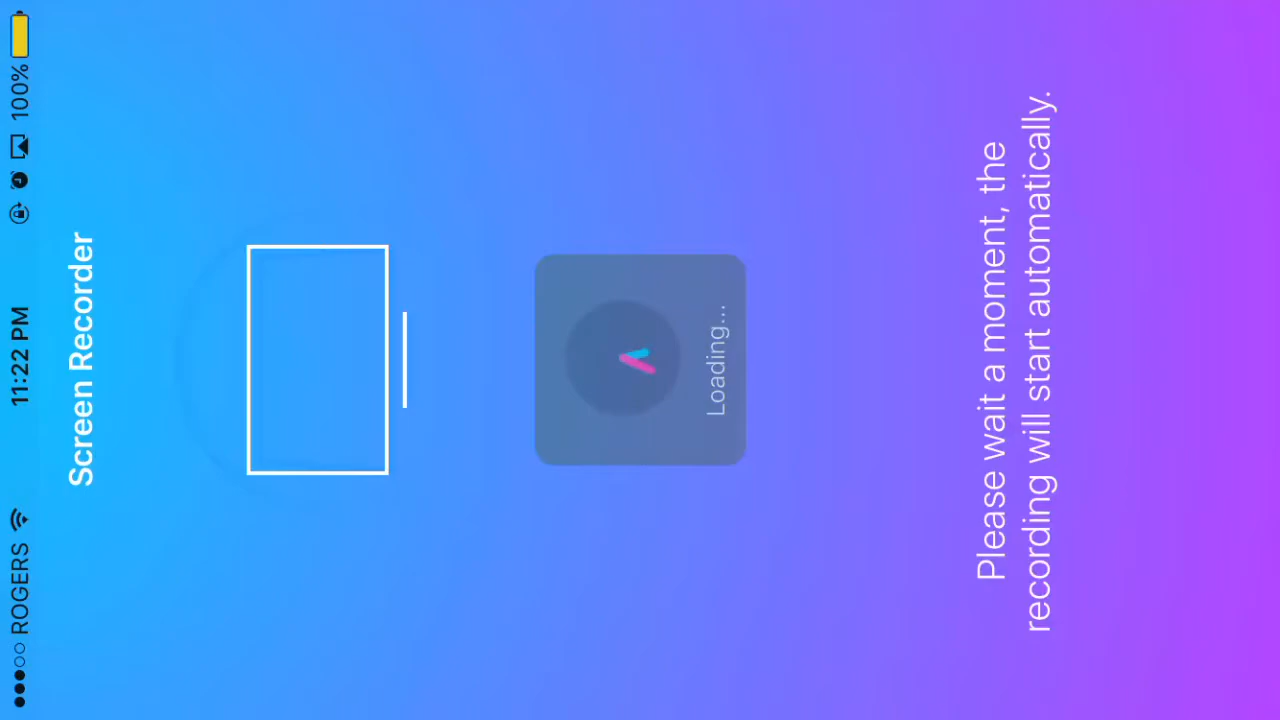 ROGERS 11:22 PM 100%
Screen Recorder
Loading...
Please wait a moment, the
recording will start automatically.